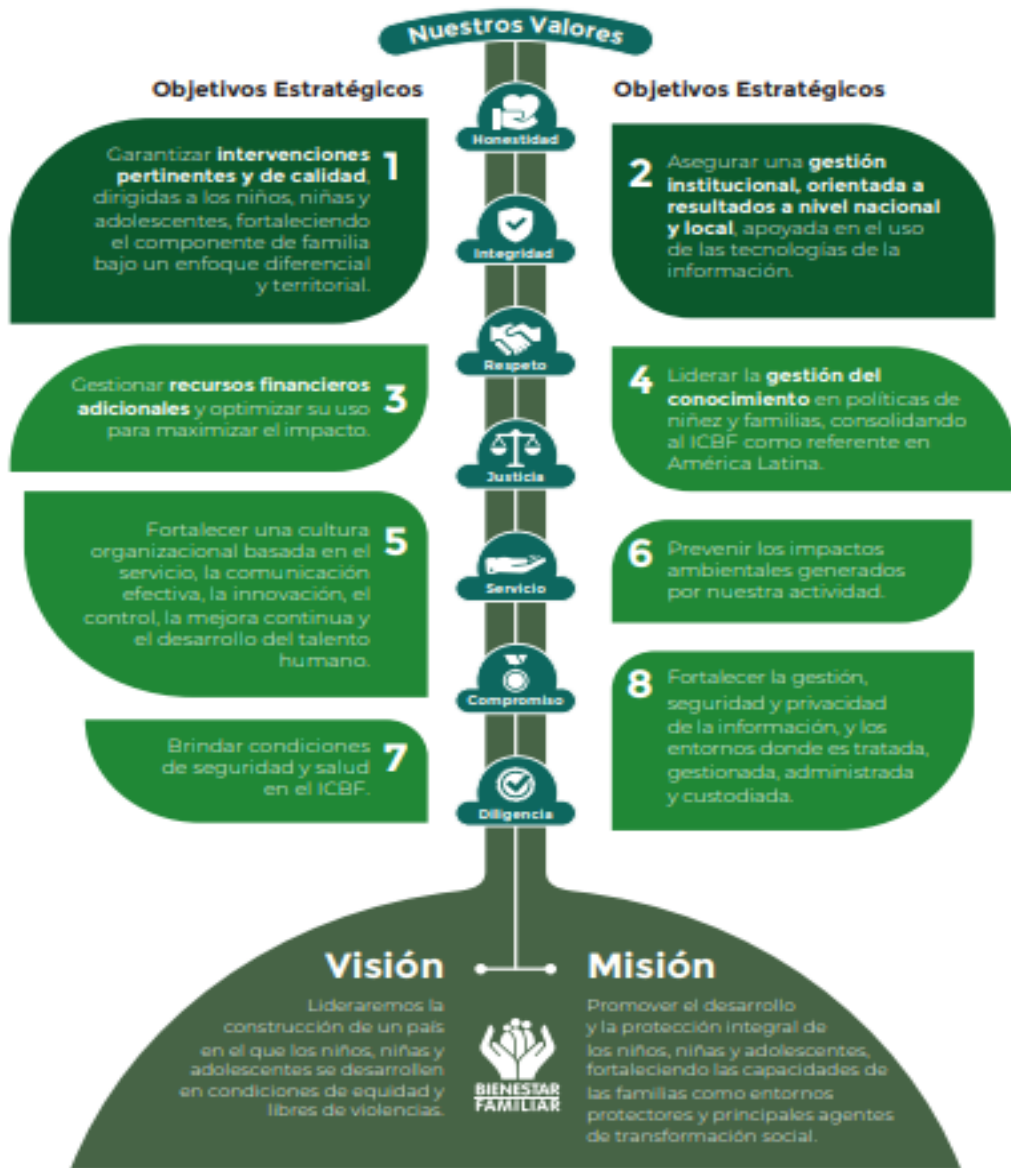 Nuestros Valores
Objetivos Estratégicos
Objetivos Estratégicos
Honestidad
1
Garantizar intervenciones
pertinentes y de calidad,
dirigidas a los niños, niñas y
adolescentes, fortaleciendo
el componente de familia
bajo un enfoque diferencial
y territorial.
2
Asegurar una gestión
institucional, orientada a
resultados a nivel nacional
y local, apoyada en el uso
de las tecnologías de la
información.
Integridad
Respeto
3
Gestionar recursos financieros
adicionales y optimizar su uso
para maximizar el impacto.
4
Liderar la gestión del
conocimiento en políticas de
niñez y familias, consolidando
al ICBF como referente en
América Latina.
Justicia
5
Fortalecer una cultura
organizacional basada en el
servicio, la comunicación
efectiva, la innovación, el
control, la mejora continua y
el desarrollo del talento
humano.
Servicio
6
Prevenir los impactos
ambientales generados
por nuestra actividad.
Compromiso
7
Brindar condiciones
de seguridad y salud
en el ICBF.
8
Fortalecer la gestión,
seguridad y privacidad
de la información, y los
entornos donde es tratada,
gestionada, administrada
y custodiada.
Diligencia
Visión
Lideraremos la
construcción de un país
en el que los niños, niñas y
adolescentes se desarrollen
en condiciones de equidad y
libres de violencias.
BIENESTAR
FAMILIAR
Misión
Promover el desarrollo
y la protección integral de
los niños, niñas y adolescentes,
fortaleciendo las capacidades de
las familias como entornos
protectores y principales agentes
de transformación social.